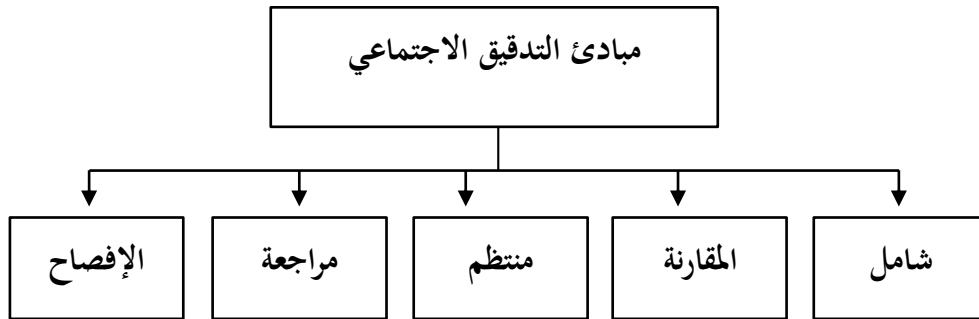 مبادئ التدقيق الاجتماعي
شامل
المقارنة
منتظم
مراجعة
الإفصاح